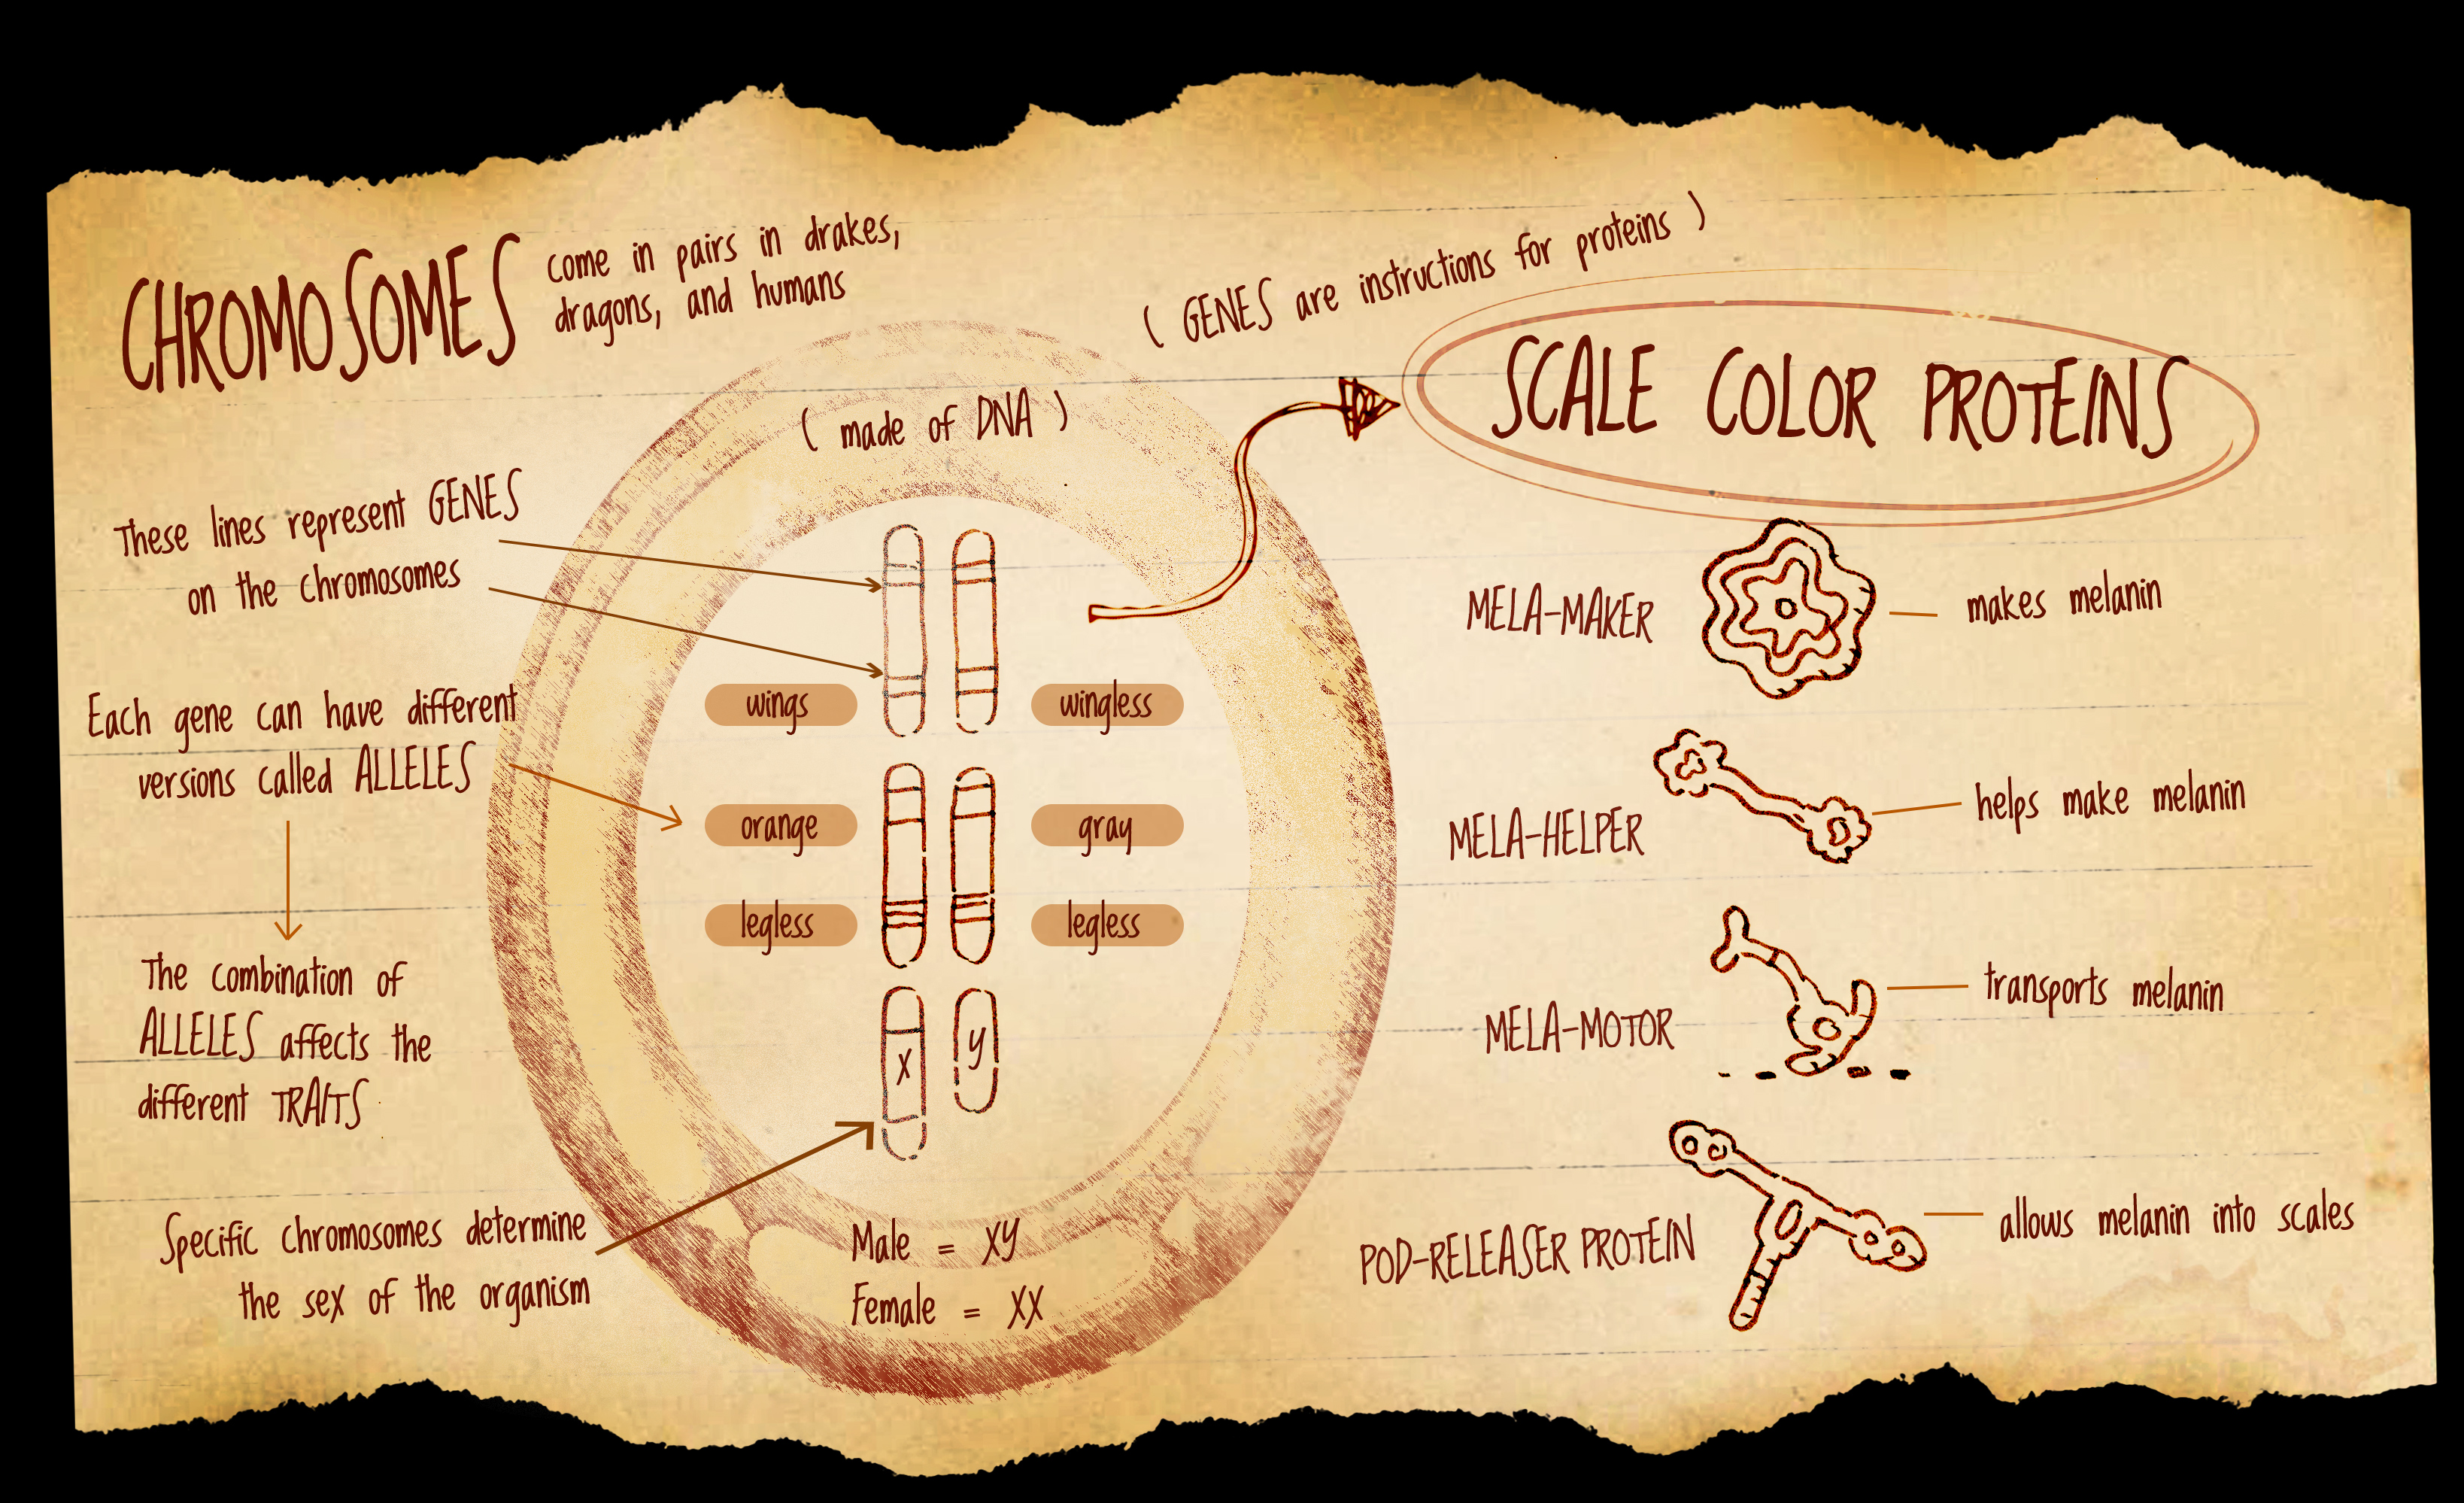 CHROMOSOMES
come in pairs in drakes,
dragons, and humans
( made of DNA )
These lines represent GENES
on the chromosomes
Each gene can have different
versions called ALLELES
The combination of
ALLELES affects the
different TRAITS
Specific chromosomes determine
the sex of the organism
wings
wingless
orange
gray
legless
legless
X
y
Male = XY
Female = XX
( GENES are instructions for proteins )
SCALE COLOR PROTEINS
MELA-MAKER
makes melanin
MELA-HELPER
helps make melanin
MELA-MOTOR
transports melanin
POD-RELEASER PROTEIN
allows melanin into scales